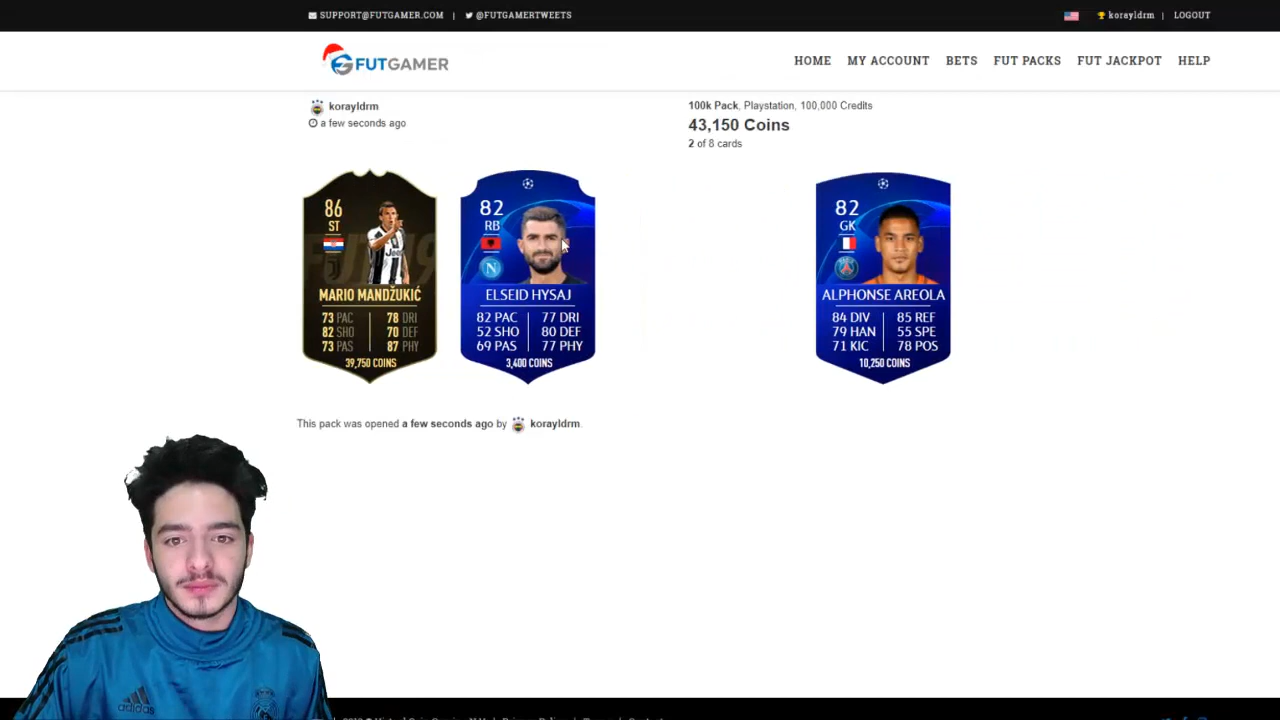 SUPPORT@FUTGAMER.COM | @FUTGAMERTWEETS
korayldrm | LOGOUT
FUTGAMER
HOME MY ACCOUNT BETS FUT PACKS FUT JACKPOT HELP
korayldrm
a few seconds ago
100k Pack, Playstation, 100,000 Credits
43,150 Coins
2 of 8 cards
86
ST
MARIO MANDŽUKIĆ
73 PAC 78 DRI
82 SHO 70 DEF
73 PAS 87 PHY
39,750 COINS
82
RB
ELSEID HYSAJ
82 PAC 77 DRI
52 SHO 80 DEF
69 PAS 77 PHY
3,400 COINS
82
GK
ALPHONSE AREOLA
84 DIV 85 REF
79 HAN 55 SPE
71 KIC 78 POS
10,250 COINS
This pack was opened a few seconds ago by korayldrm.
adidas